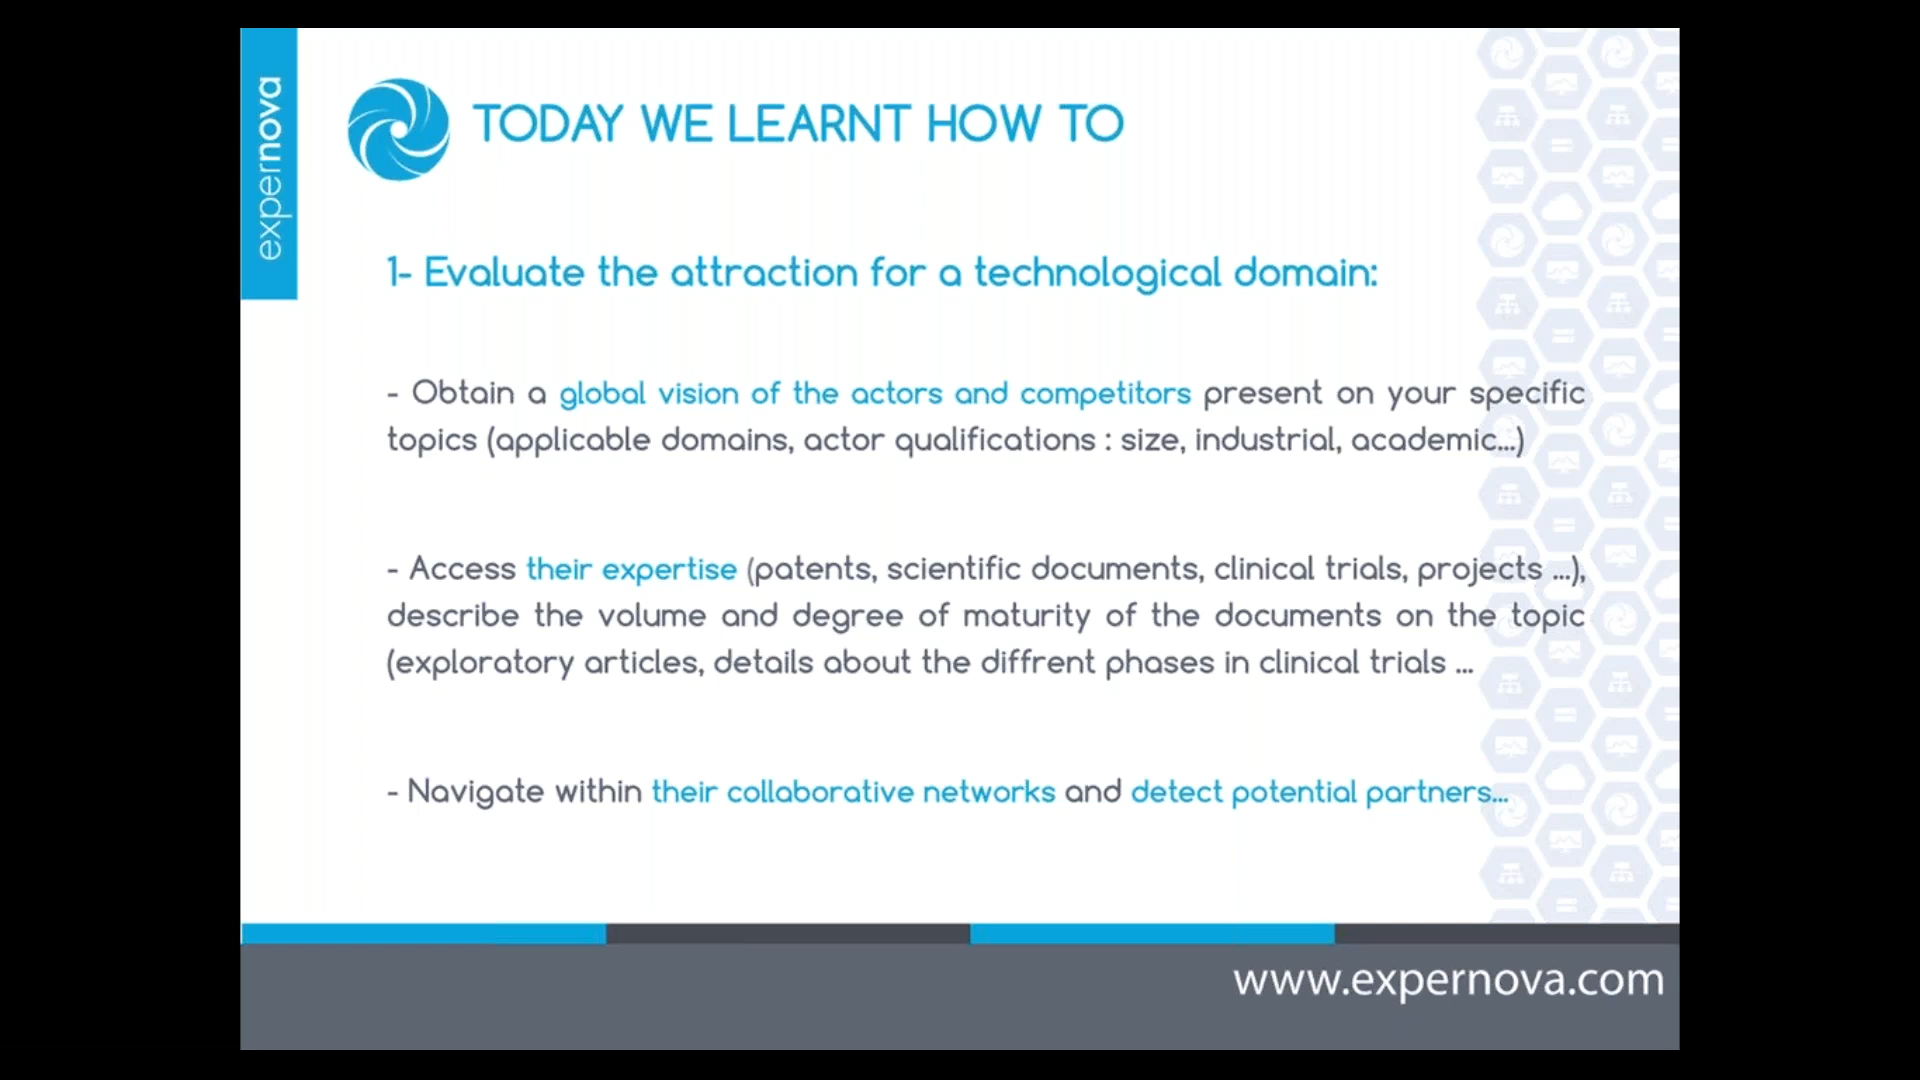 expernova
TODAY WE LEARNT HOW TO
1- Evaluate the attraction for a technological domain:
- Obtain a global vision of the actors and competitors present on your specific
topics (applicable domains, actor qualifications : size, industrial, academic...)
- Access their expertise (patents, scientific documents, clinical trials, projects ...),
describe the volume and degree of maturity of the documents on the topic
(exploratory articles, details about the diffrent phases in clinical trials ...
- Navigate within their collaborative networks and detect potential partners...
www.expernova.com